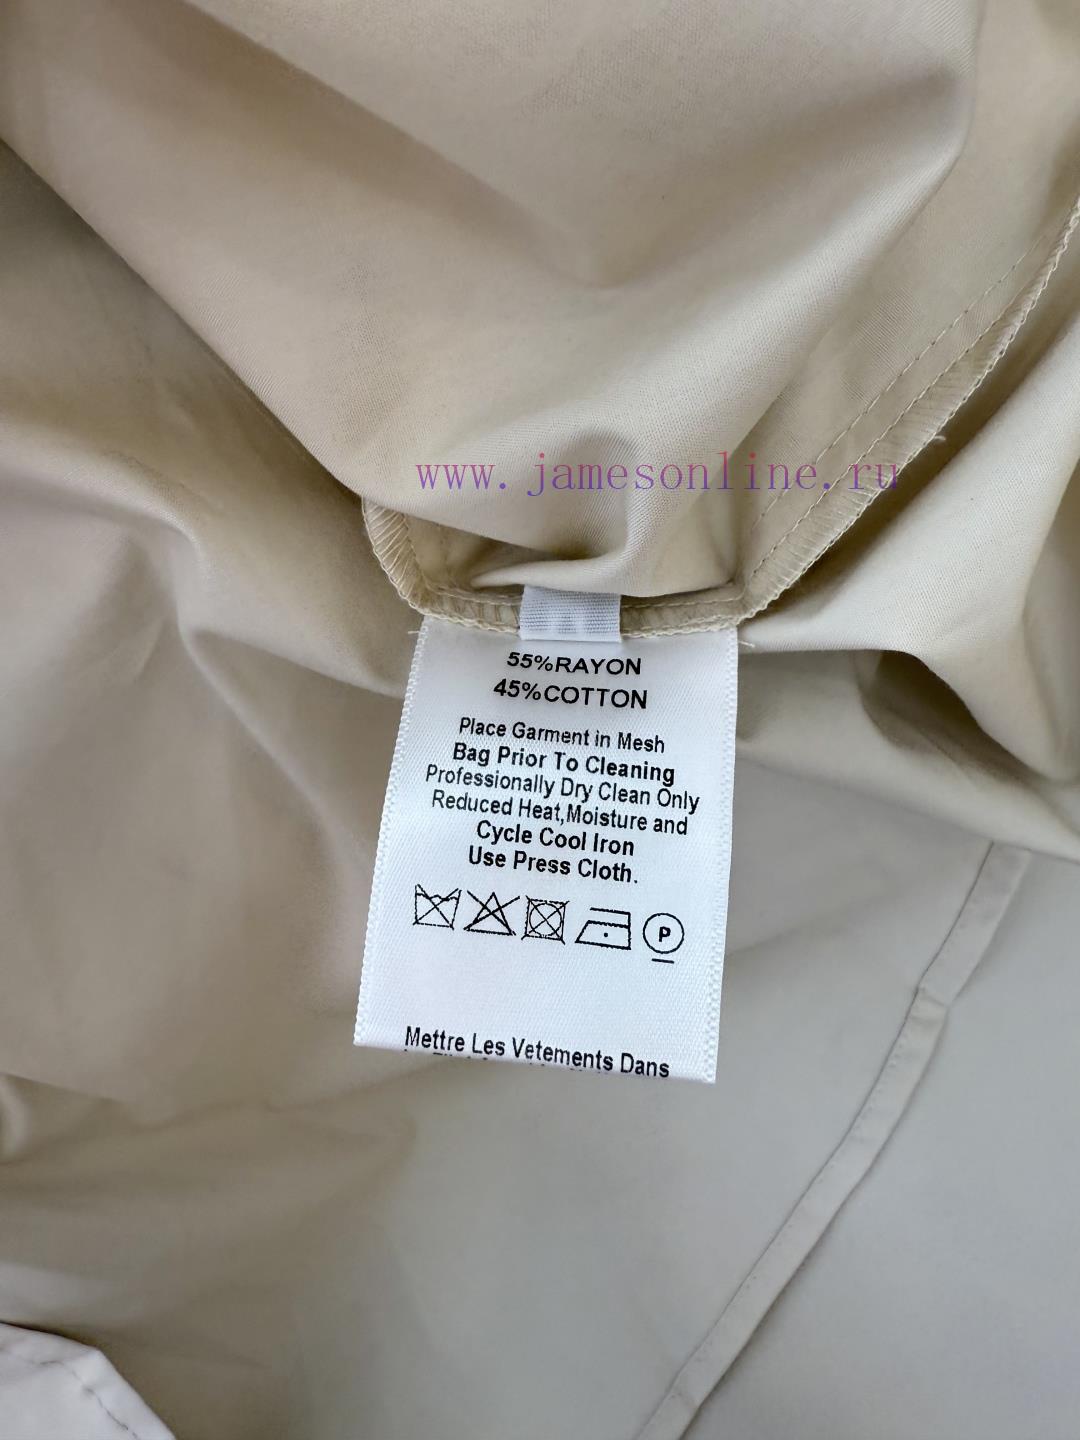 www.jamesonline.ru
55%RAYON
45%COTTON
Place Garment in Mesh
Bag Prior To Cleaning
Professionally Dry Clean Only
Reduced Heat,Moisture and
Cycle Cool Iron
Use Press Cloth.
P
Mettre Les Vetements Dans